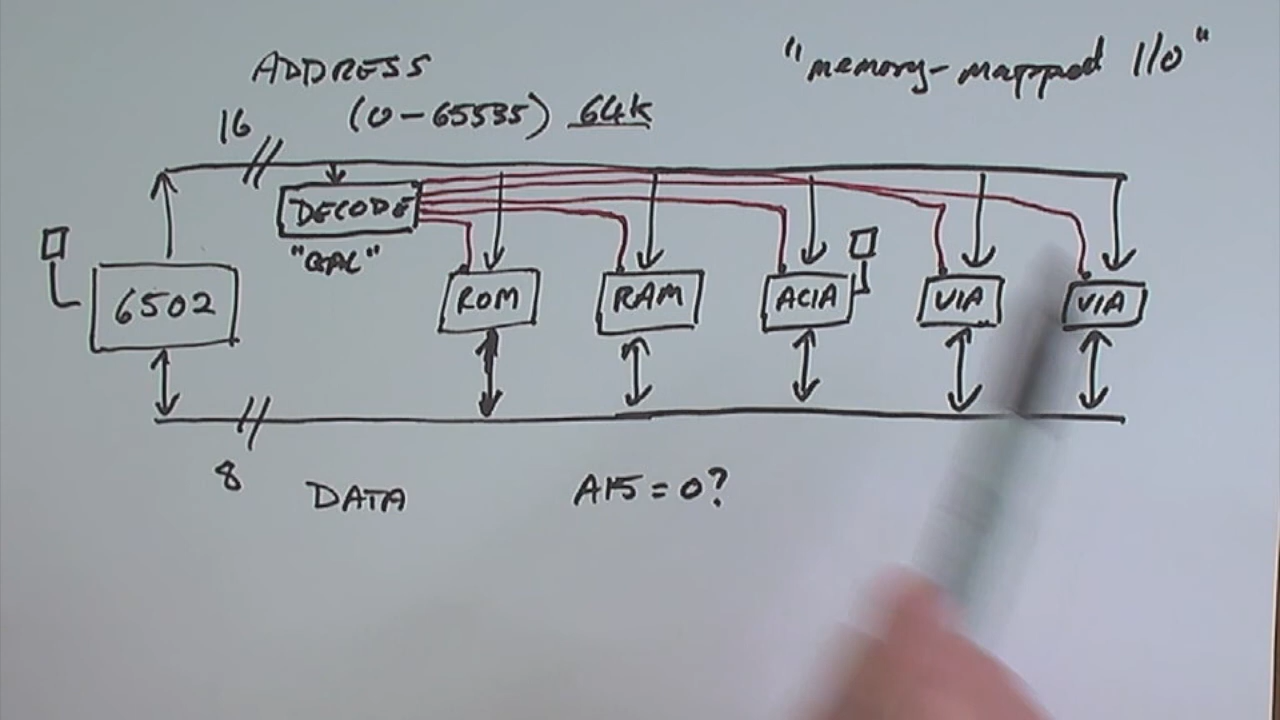 ADDRESS
"memory-mapped I/O"
16 (0-65535) 64k
DECODE
"GAL"
6502 ROM RAM ACIA VIA VIA
8 DATA A15=0?